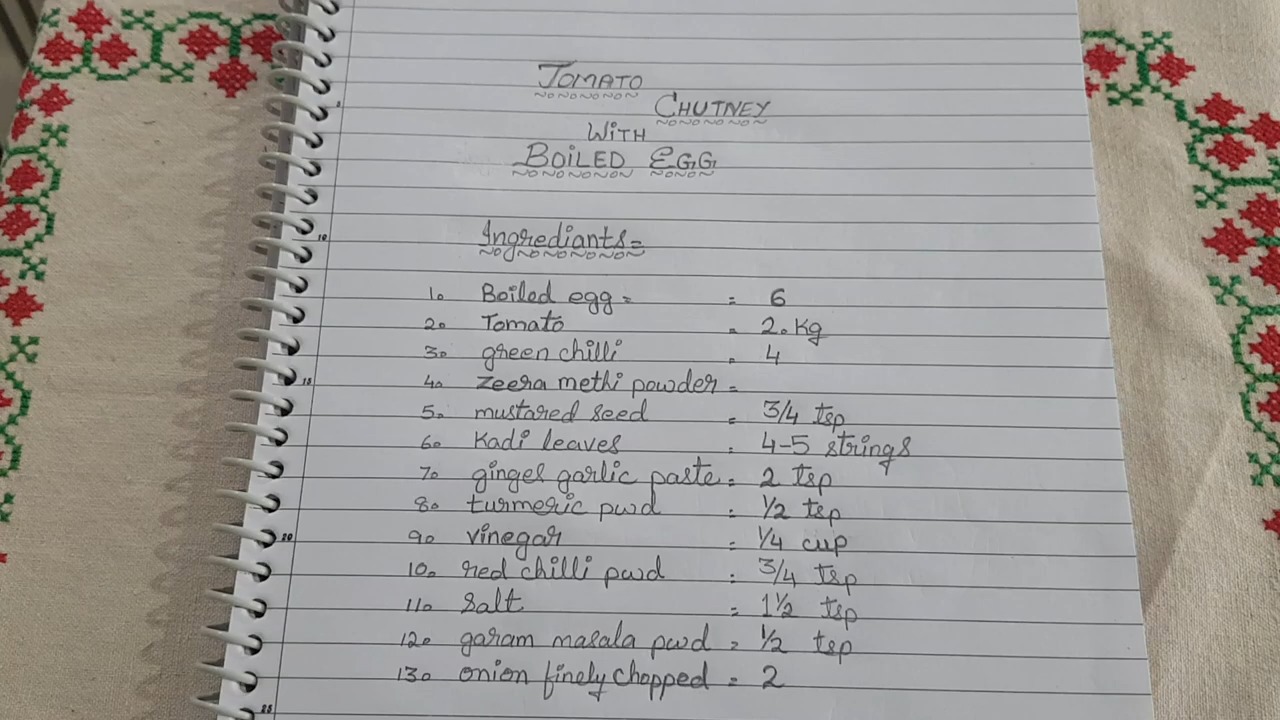 TOMATO
CHUTNEY
WITH
BOILED EGG
Ingrediants=
1. Boiled egg = = 6
2. Tomato = 2.kg
3. green chilli = 4
4. zeera methi powder =
5. mustared seed = 3/4 tsp
6. Kadi leaves = 4-5 strings
7. ginger garlic paste = 2 tsp
8. turmeric pwd = 1/2 tsp
9. vinegar = 1/4 cup
10. red chilli pwd = 3/4 tsp
11. salt = 1 1/2 tsp
12. garam masala pwd = 1/2 tsp
13. onion finely chopped = 2